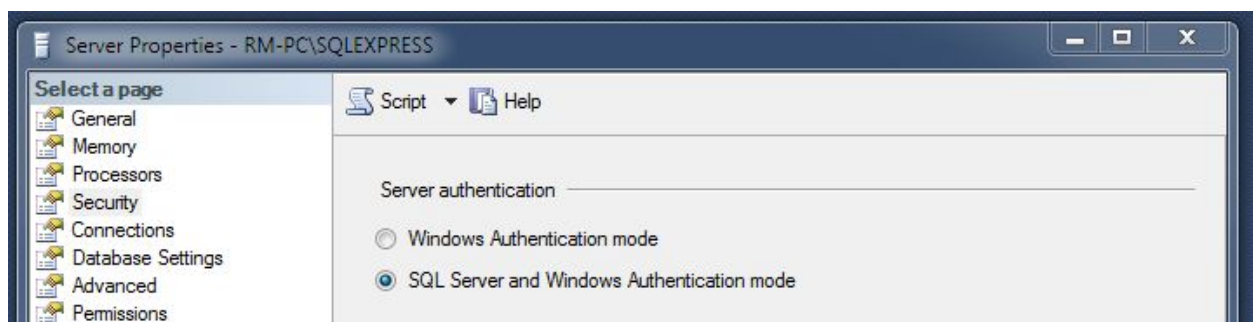 Server Properties - RM-PC\SQLEXPRESS
Select a page
General
Memory
Processors
Security
Connections
Database Settings
Advanced
Permissions
Script
Help
Server authentication
Windows Authentication mode
SQL Server and Windows Authentication mode